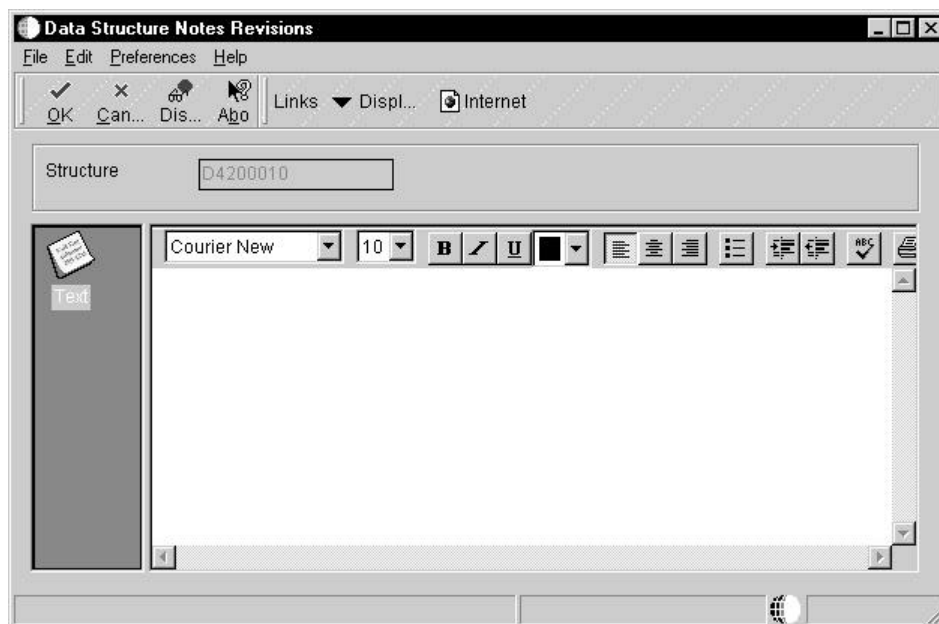 Data Structure Notes Revisions
File Edit Preferences Help
OK Can... Dis... Abo Links Displ... Internet
Structure D4200010
Courier New 10 B I U ABC
Text